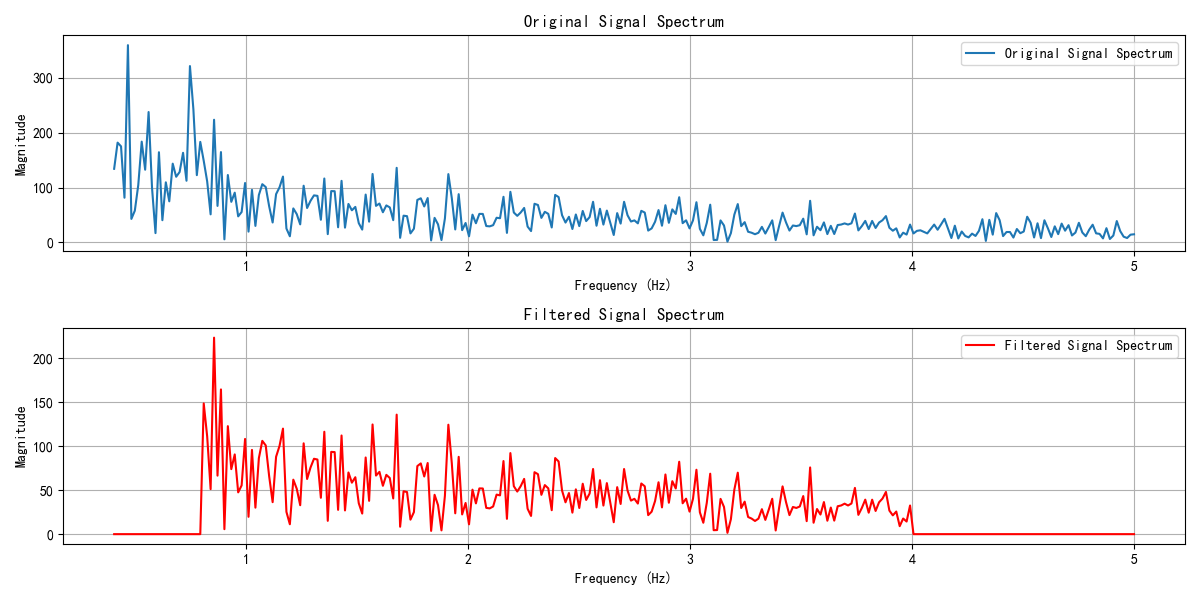 Original Signal Spectrum
Original Signal Spectrum
Magnitude
300
200
100
0
1 2 3 4 5
Frequency (Hz)
Filtered Signal Spectrum
Filtered Signal Spectrum
Magnitude
200
150
100
50
0
1 2 3 4 5
Frequency (Hz)